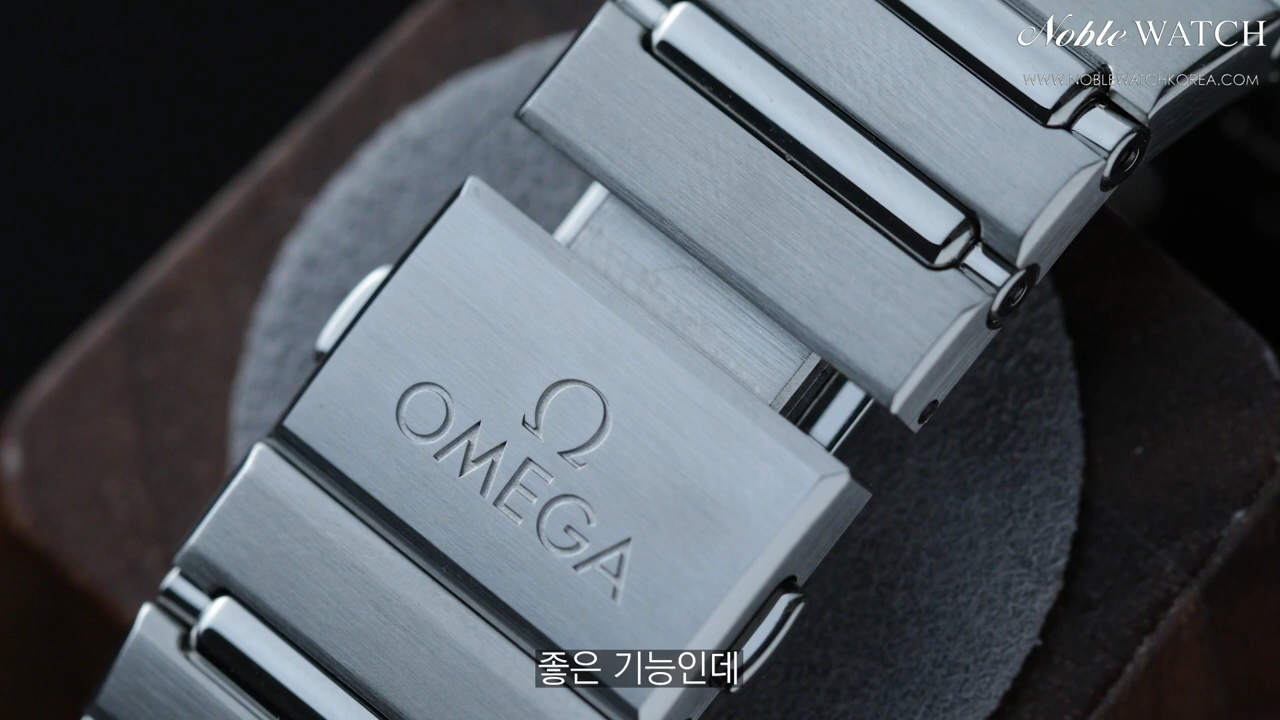 Noble WATCH
WWW.NOBLEWATCHKOREA.COM
Ω
OMEGA
좋은 기능인데